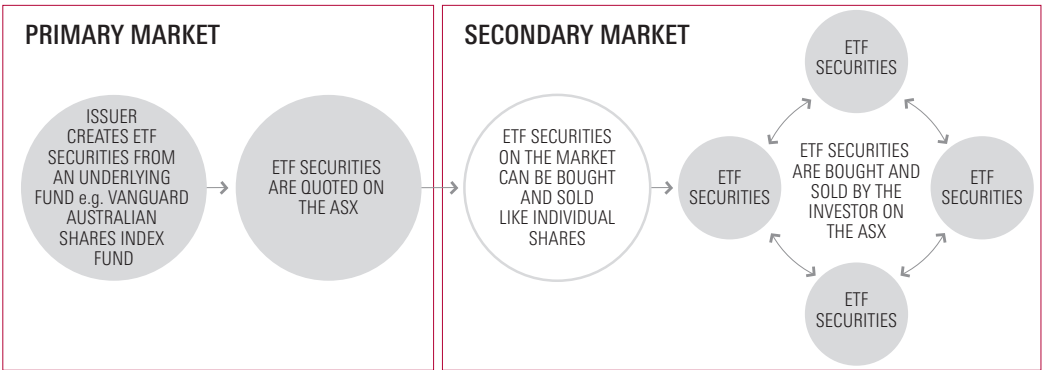 PRIMARY MARKET
ISSUER
CREATES ETF
SECURITIES FROM
AN UNDERLYING
FUND e.g. VANGUARD
AUSTRALIAN
SHARES INDEX
FUND
ETF SECURITIES
ARE QUOTED ON
THE ASX
SECONDARY MARKET
ETF SECURITIES
ON THE MARKET
CAN BE BOUGHT
AND SOLD
LIKE INDIVIDUAL
SHARES
ETF
SECURITIES
ETF
SECURITIES
ETF SECURITIES
ARE BOUGHT AND
SOLD BY THE
INVESTOR ON
THE ASX
ETF
SECURITIES
ETF
SECURITIES